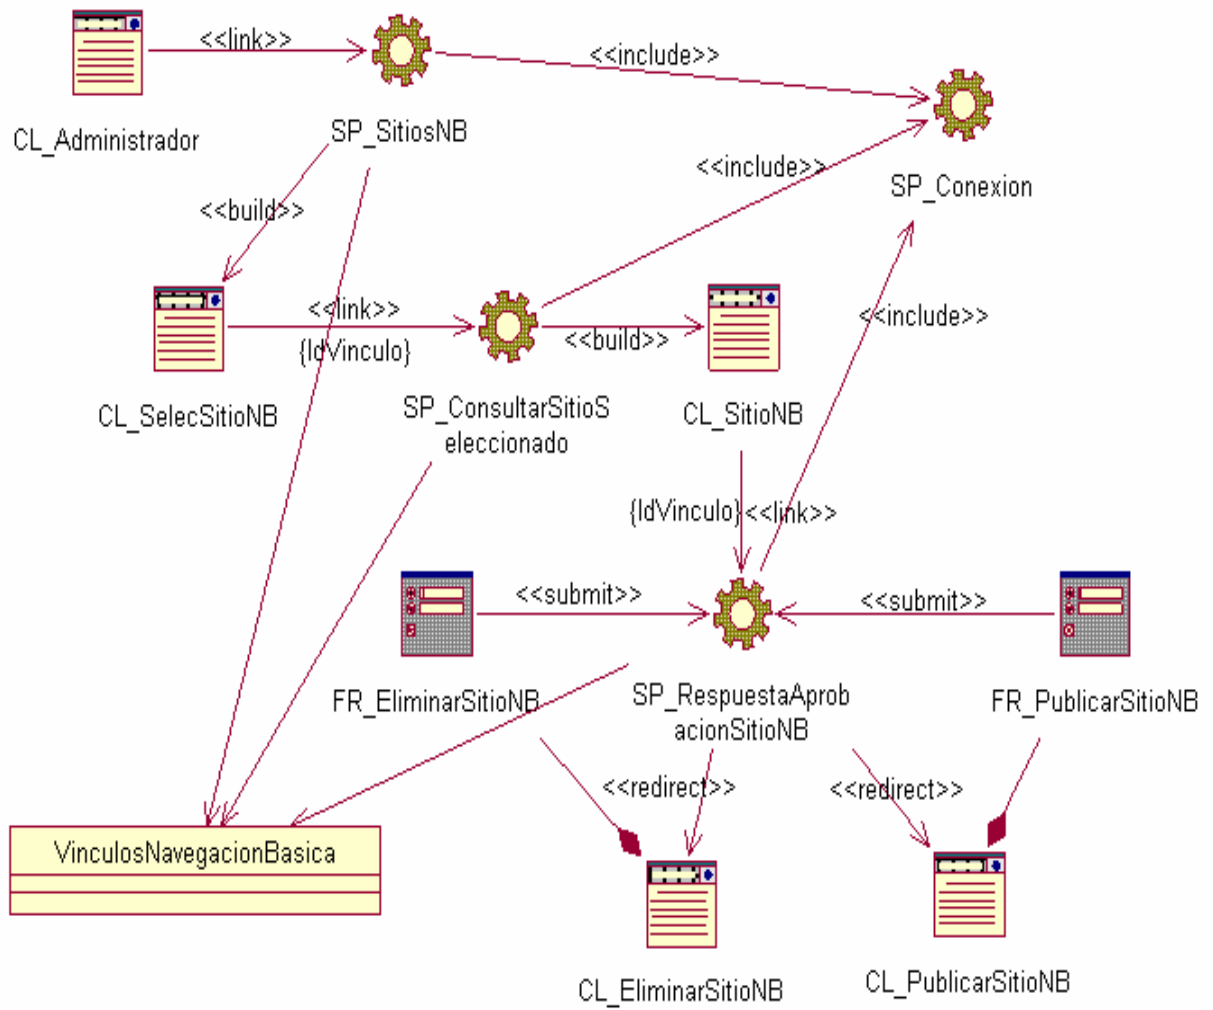 <<link>>
<<include>>
CL_Administrador
SP_SitiosNB
<<include>>
SP_Conexion
<<build>>
<<link>>
{IdVinculo}
<<build>>
<<include>>
CL_SelecSitioNB
SP_ConsultarSitioS
eleccionado
CL_SitioNB
{IdVinculo}
<<link>>
<<submit>>
<<submit>>
FR_EliminarSitioNB
SP_RespuestaAprob
acionSitioNB
FR_PublicarSitioNB
<<redirect>>
<<redirect>>
VinculosNavegacionBasica
CL_EliminarSitioNB
CL_PublicarSitioNB